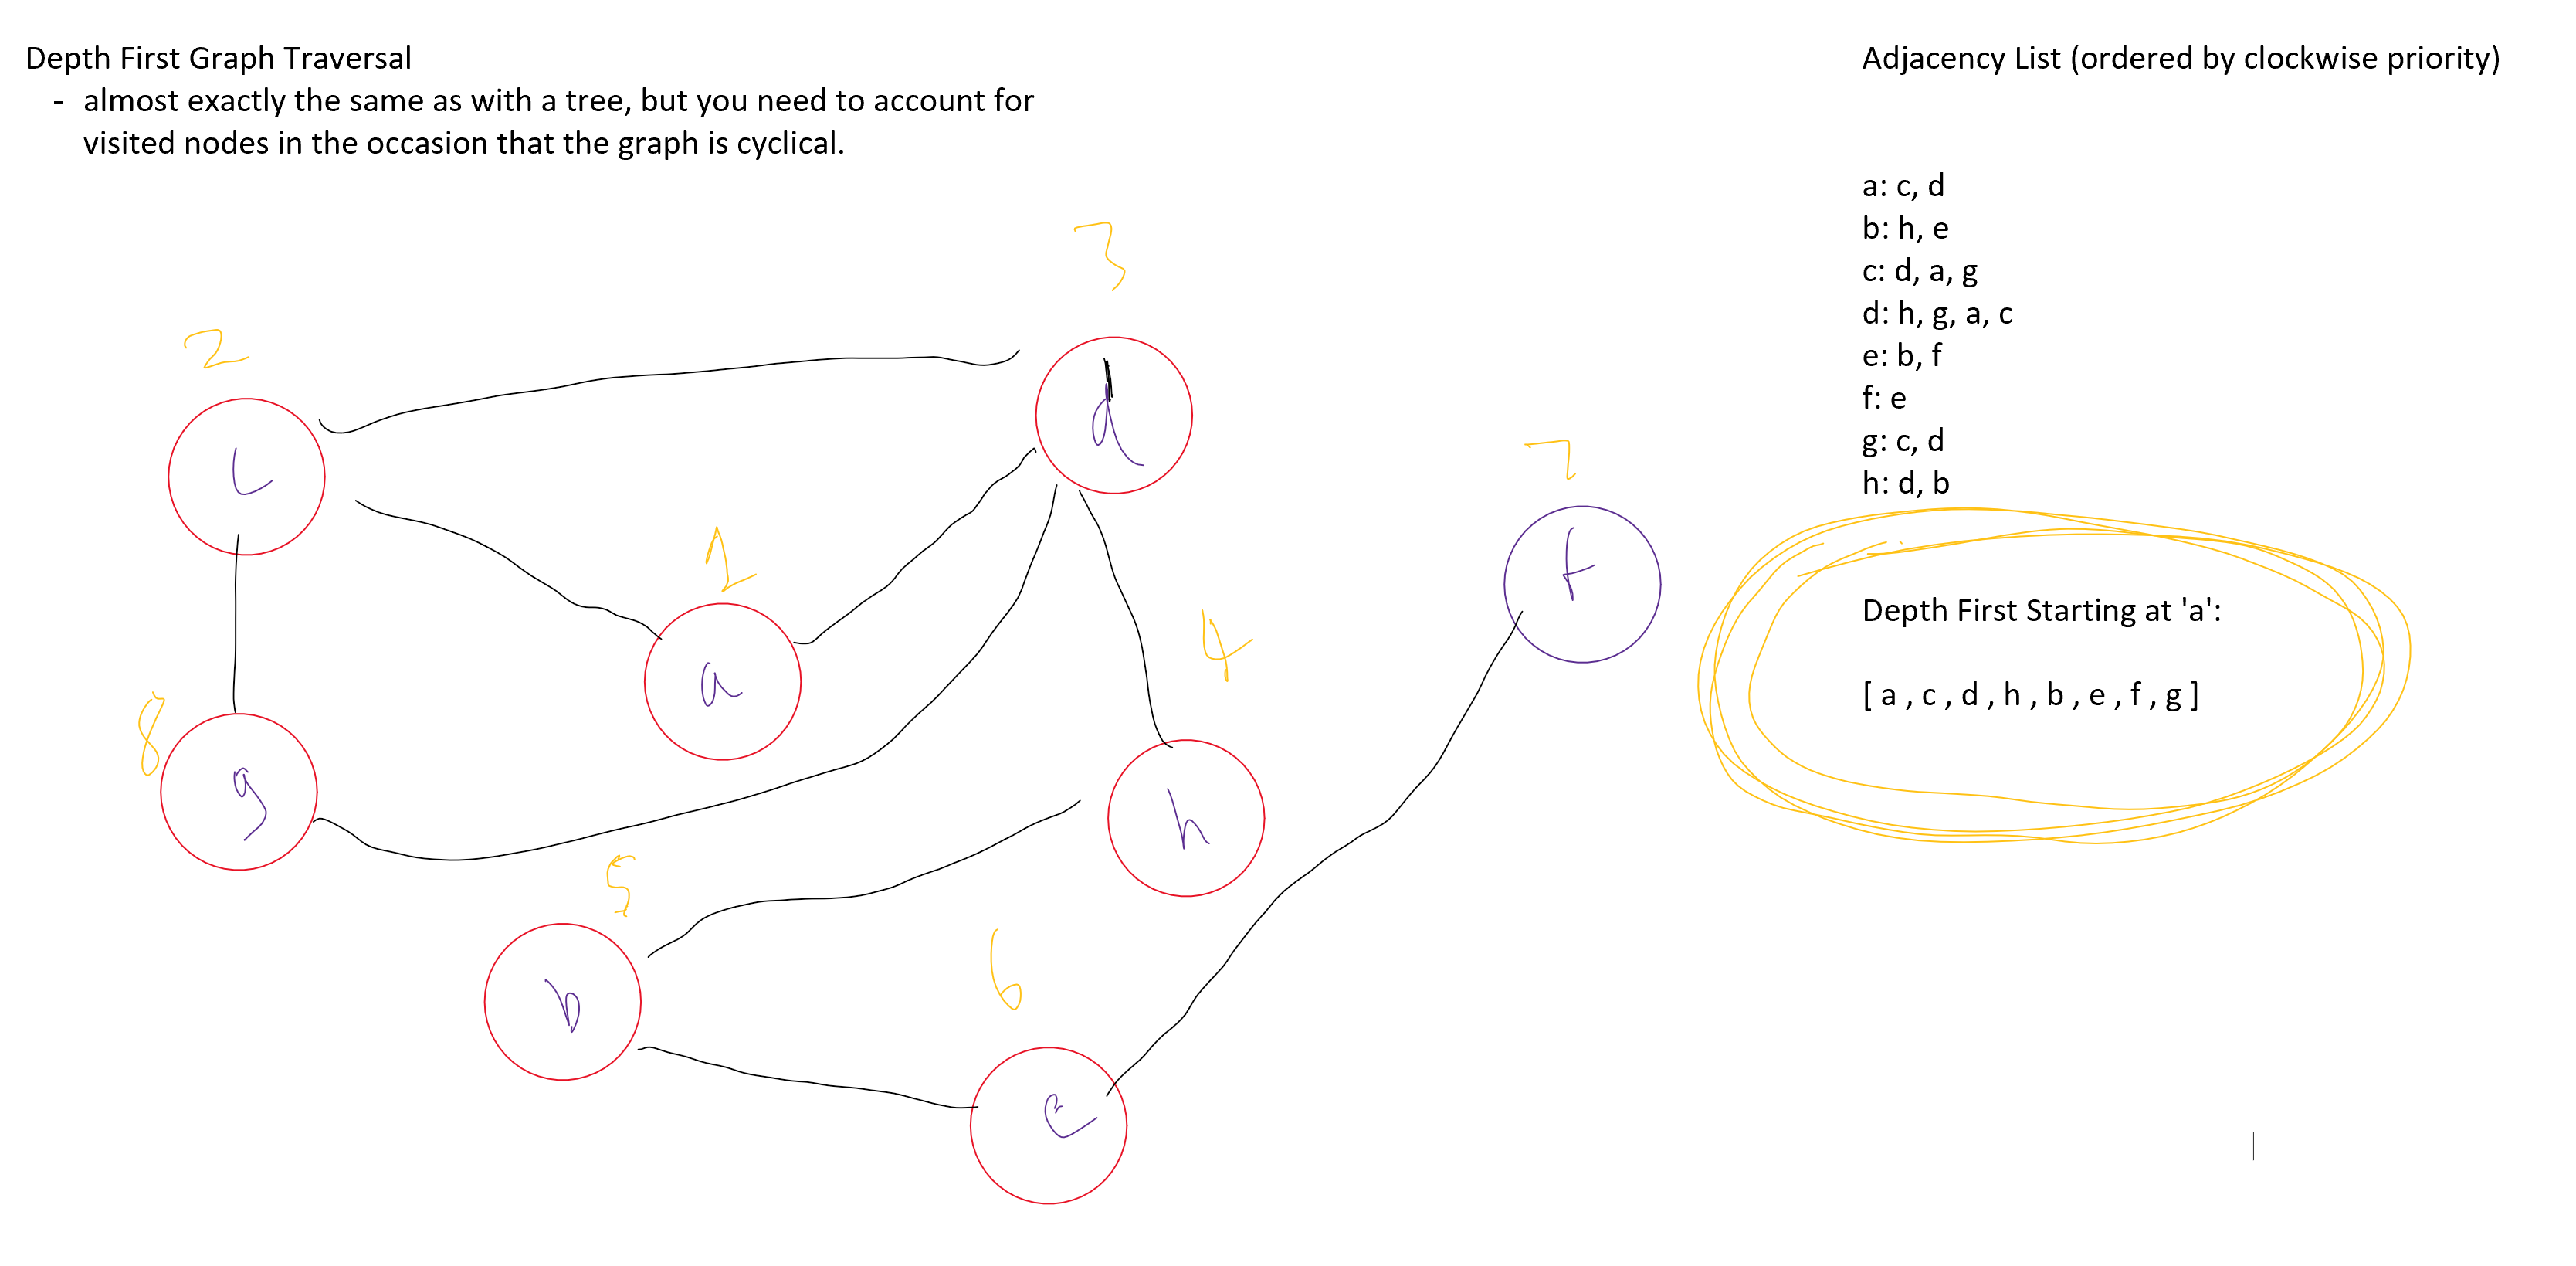 Depth First Graph Traversal
- almost exactly the same as with a tree, but you need to account for
visited nodes in the occasion that the graph is cyclical.
Adjacency List (ordered by clockwise priority)
a: c, d
b: h, e
c: d, a, g
d: h, g, a, c
e: b, f
f: e
g: c, d
h: d, b
Depth First Starting at 'a':
[ a , c , d , h , b , e , f , g ]
3
2
d
c
7
f
1
a
4
8
g
h
5
b
6
e